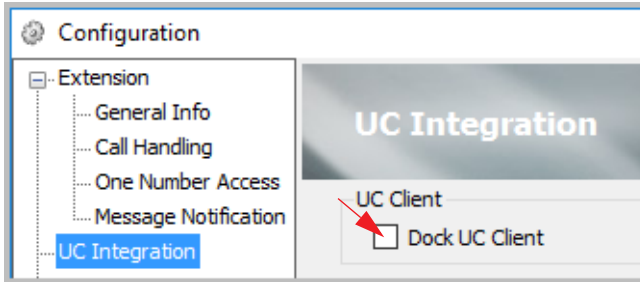 Configuration
Extension
General Info
Call Handling
One Number Access
Message Notification
UC Integration
UC Integration
UC Client
Dock UC Client